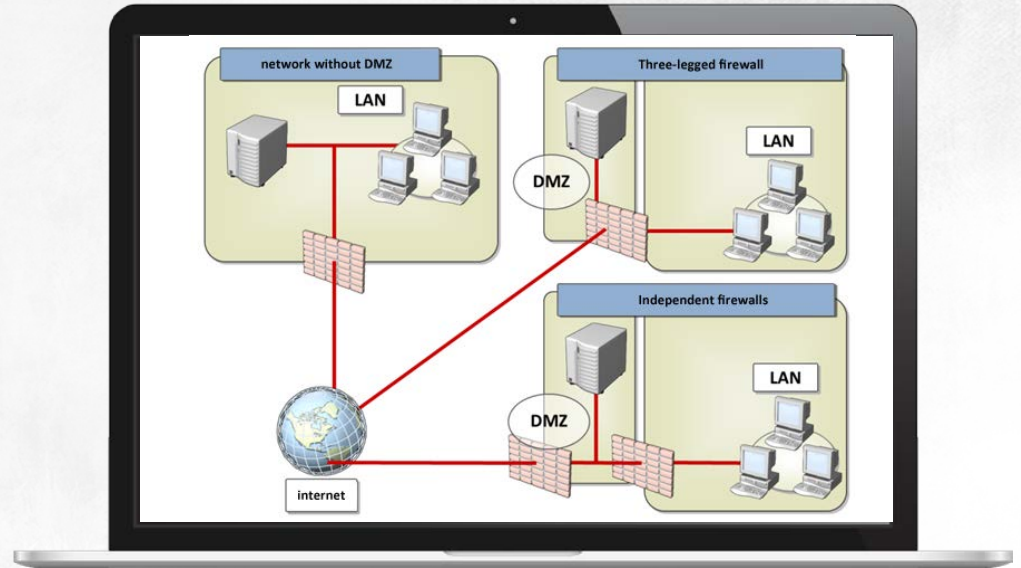 network without DMZ
LAN
Three-legged firewall
LAN
DMZ
Independent firewalls
LAN
DMZ
internet